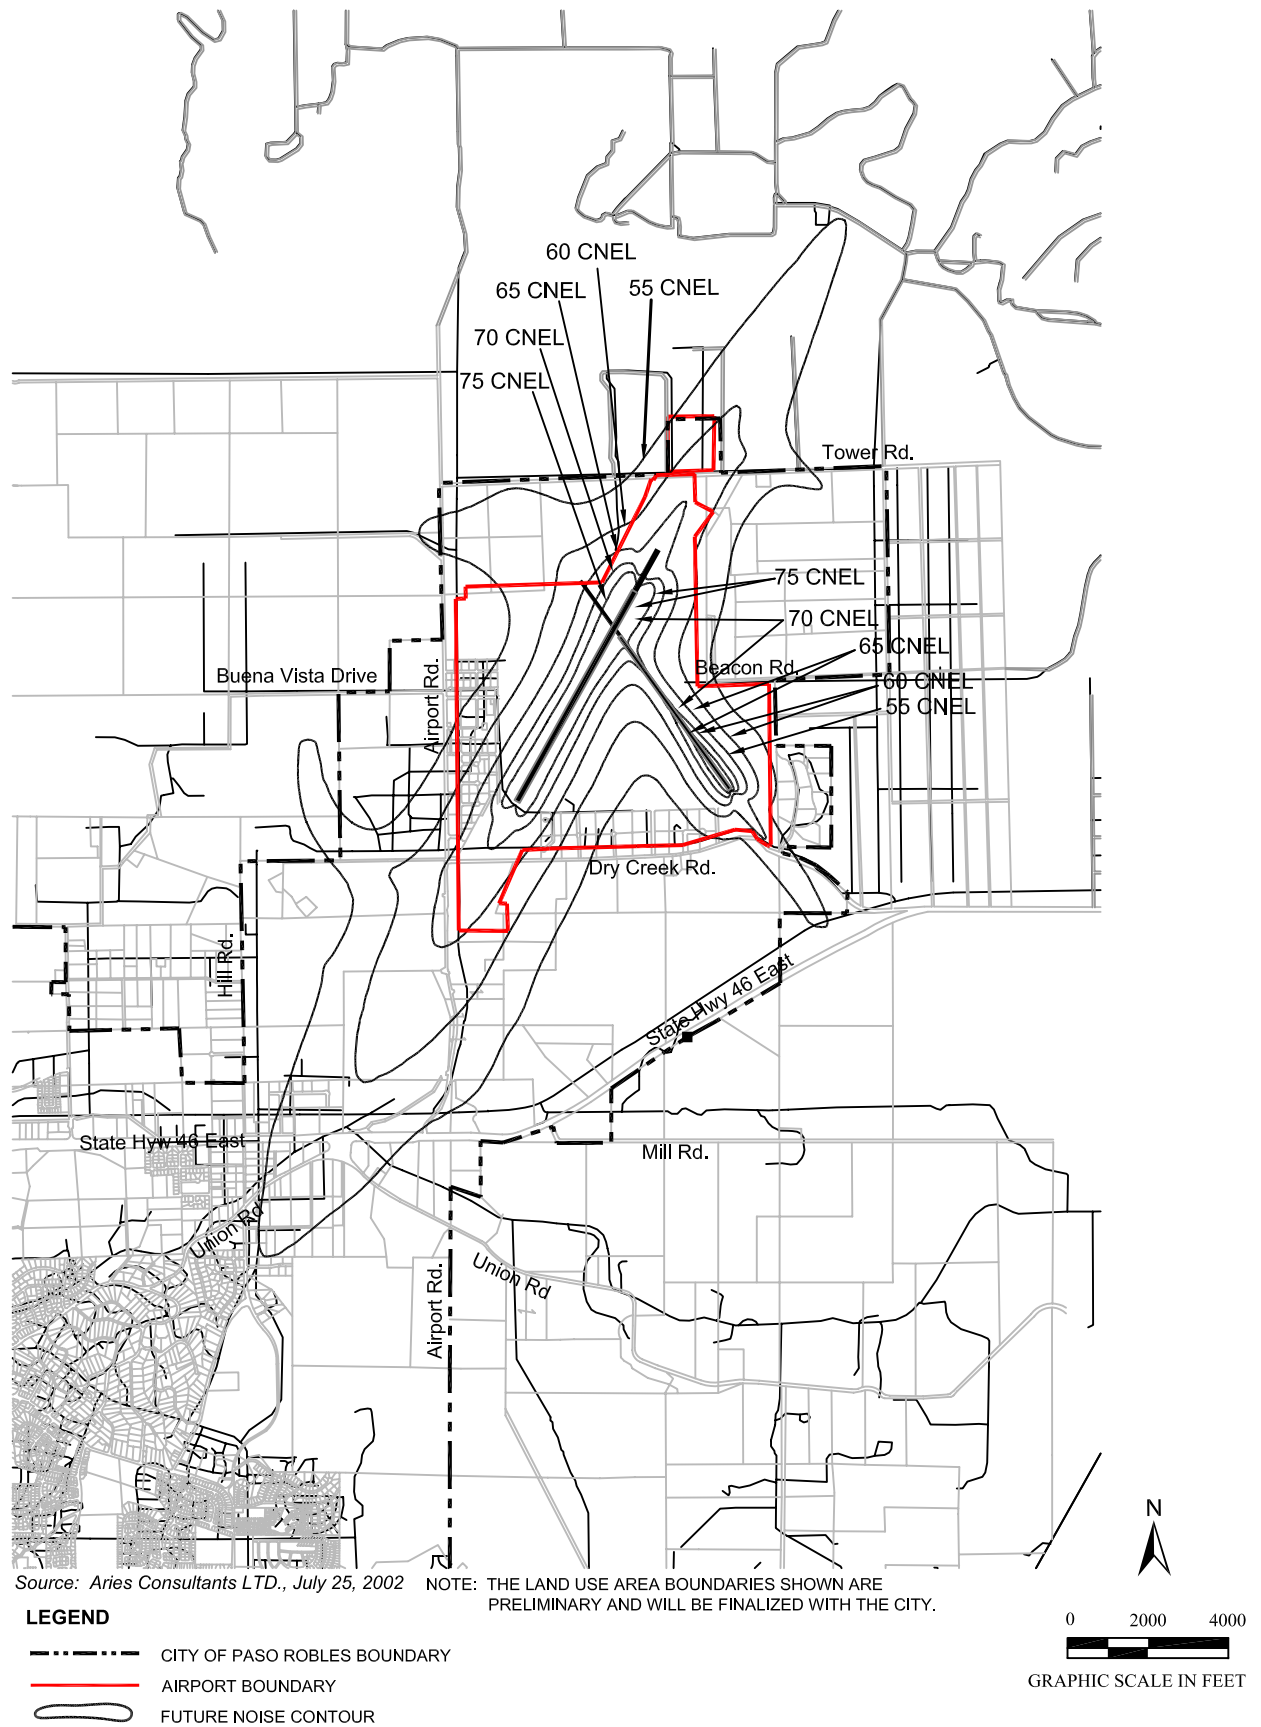 60 CNEL
65 CNEL
55 CNEL
70 CNEL
75 CNEL
Tower Rd.
75 CNEL
70 CNEL
65 CNEL
Beacon Rd.
Buena Vista Drive
60 CNEL
55 CNEL
Airport Rd.
Dry Creek Rd.
Hill Rd.
State Hwy 46 East
State Hyw 46 East
Mill Rd.
Union Rd
Union Rd
Airport Rd.
N
Source: Aries Consultants LTD., July 25, 2002
NOTE: THE LAND USE AREA BOUNDARIES SHOWN ARE
PRELIMINARY AND WILL BE FINALIZED WITH THE CITY.
LEGEND
CITY OF PASO ROBLES BOUNDARY
AIRPORT BOUNDARY
FUTURE NOISE CONTOUR
0 2000 4000
GRAPHIC SCALE IN FEET